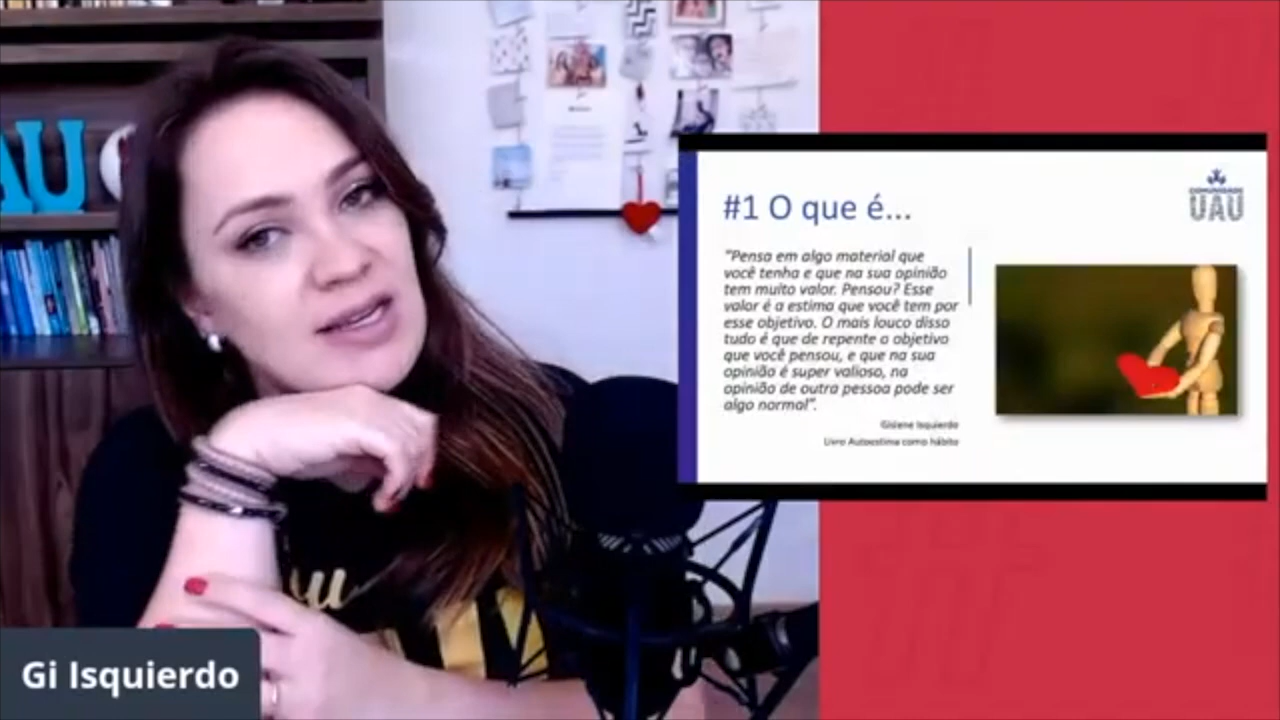 AU
#1 O que é...
COMUNIDADE
UAU
"Pensa em algo material que
você tenha e que na sua opinião
tem muito valor. Pensou? Esse
valor é a estima que você tem por
esse objetivo. O mais louco disso
tudo é que de repente o objetivo
que você pensou, e que na sua
opinião é super valioso, na
opinião de outra pessoa pode ser
algo normal".
Gislene Isquierdo
Livro Autoestima como hábito
Gi Isquierdo